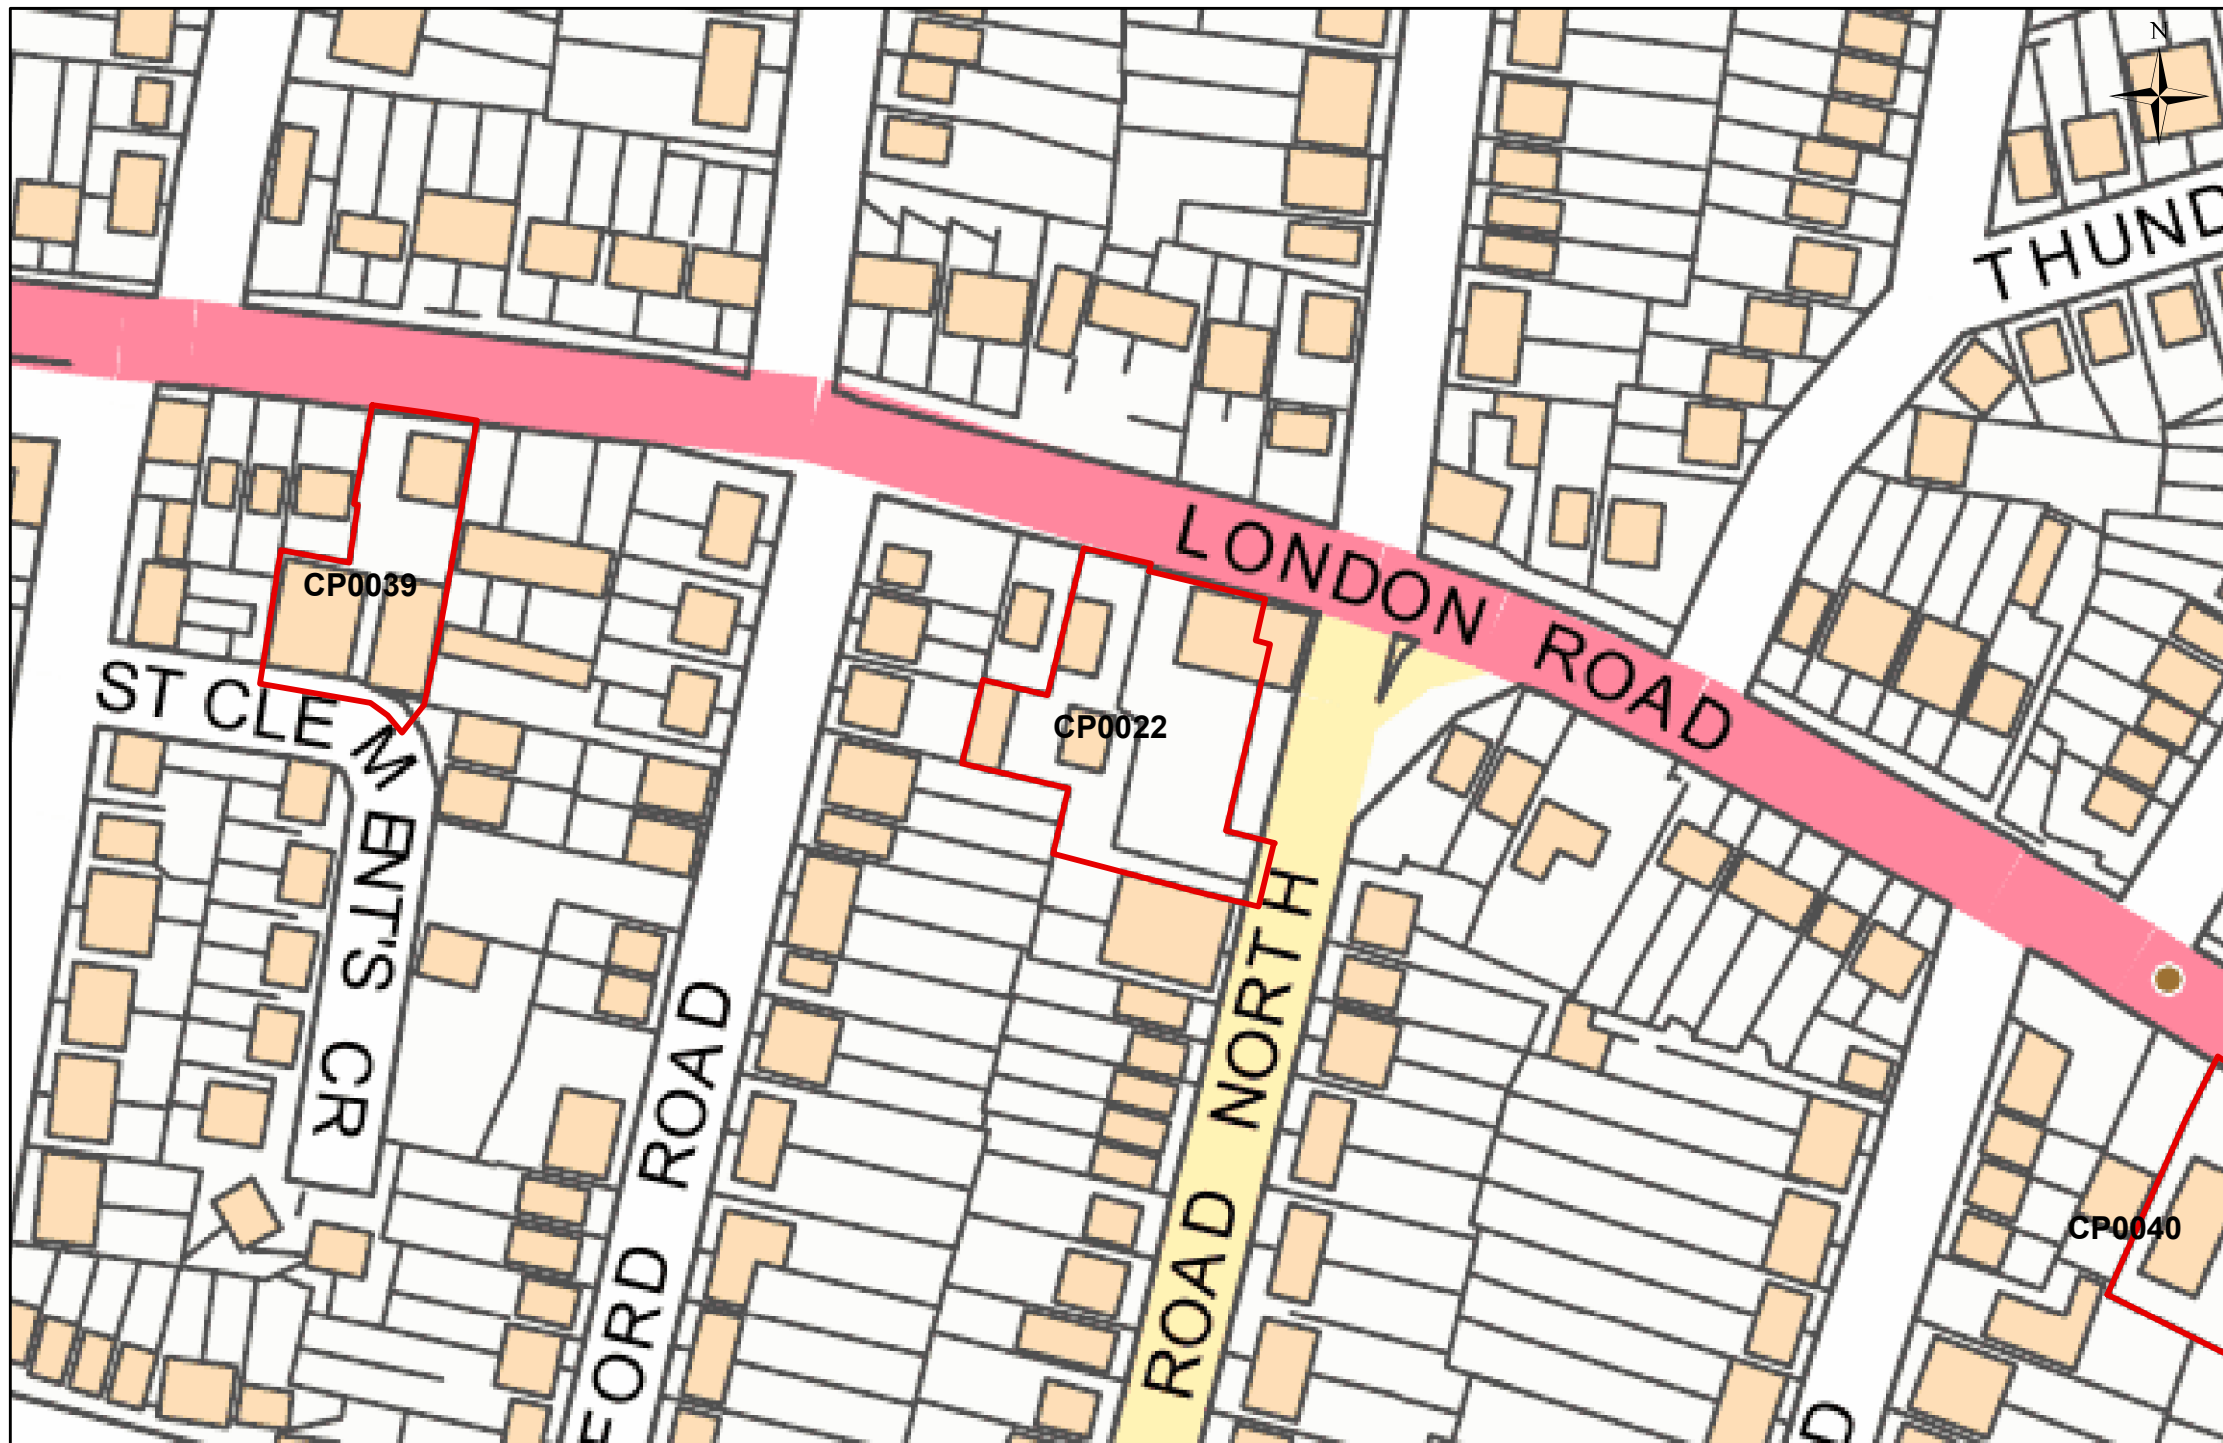 N
THUND
LONDON ROAD
CP0039
ST CLEMENT'S CR
CP0022
ROAD NORTH
FORD ROAD
CP0040
D